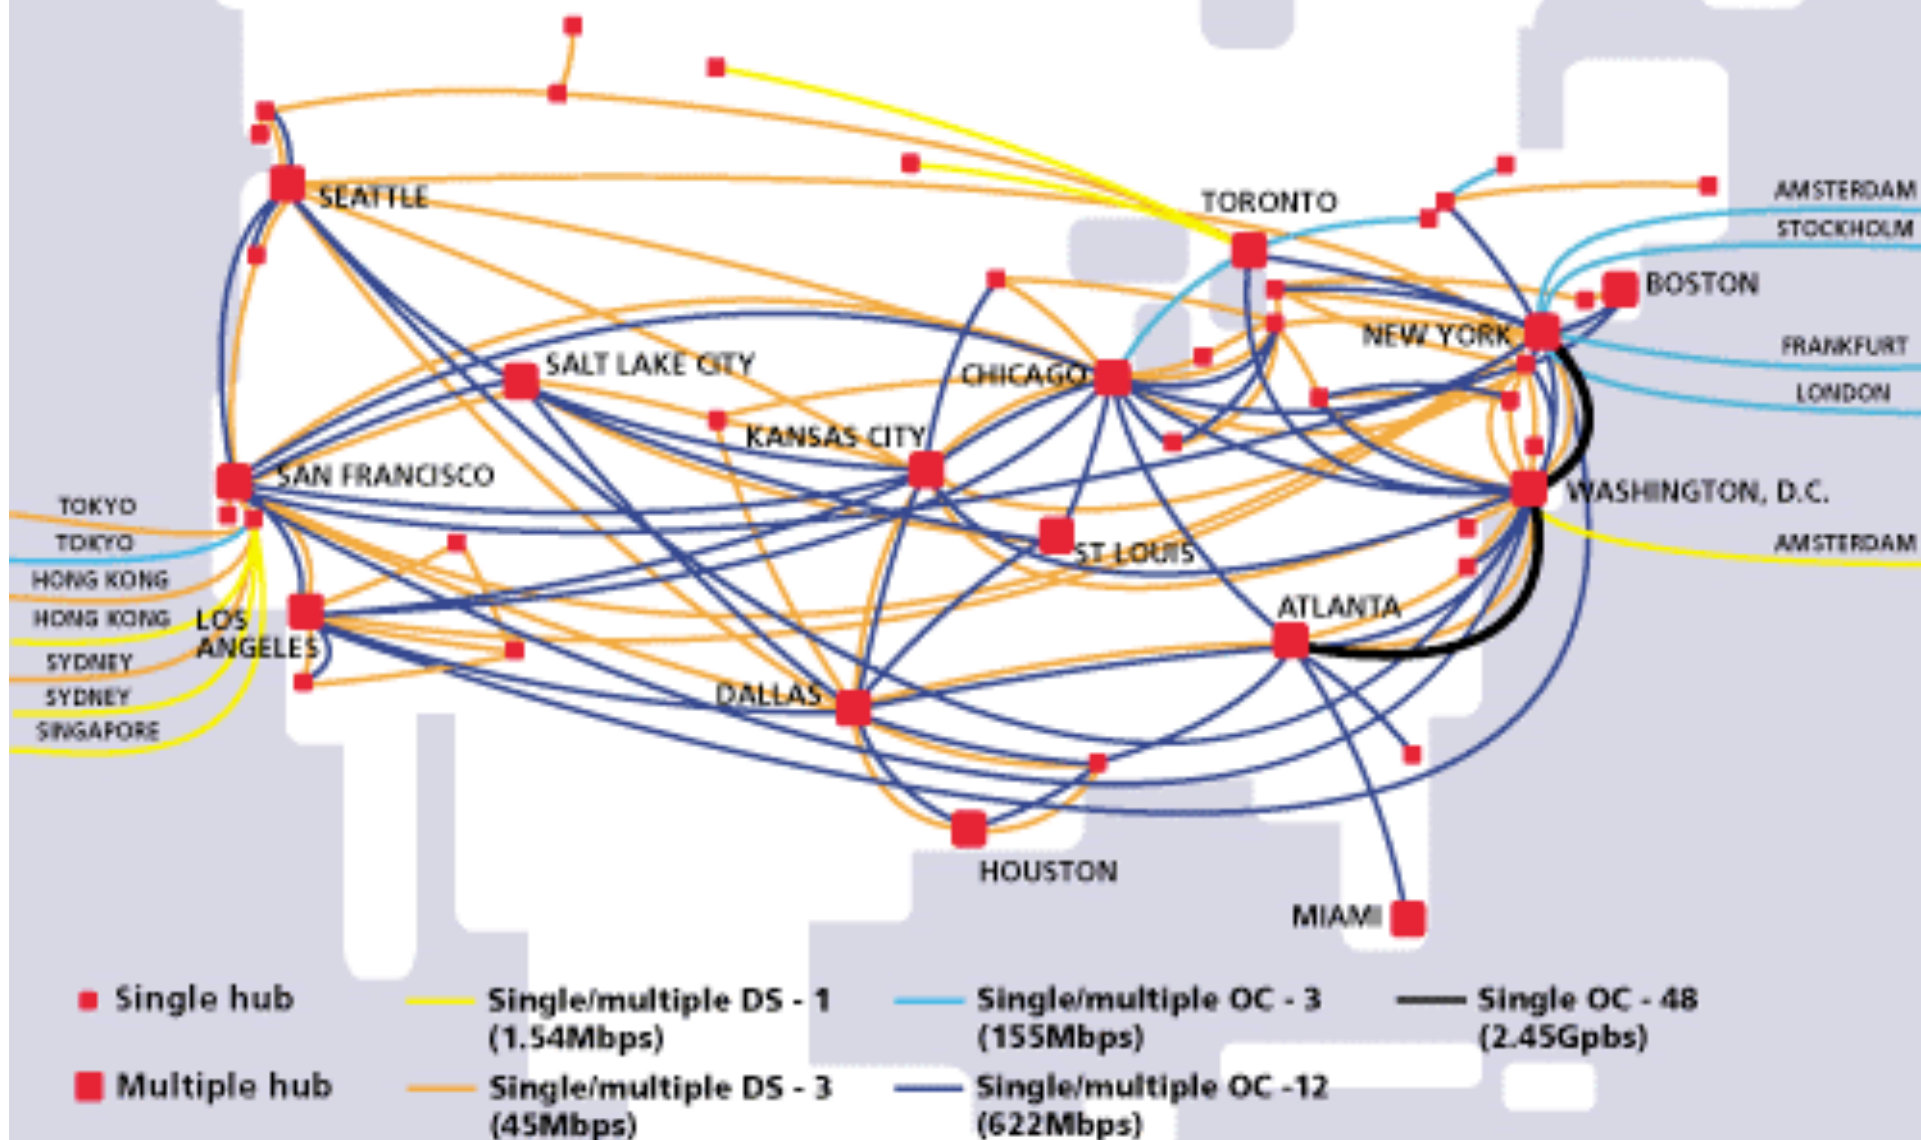 AMSTERDAM
SEATTLE
TORONTO
STOCKHOLM
BOSTON
NEW YORK
FRANKFURT
SALT LAKE CITY
CHICAGO
LONDON
KANSAS CITY
SAN FRANCISCO
WASHINGTON, D.C.
TOKYO
TOKYO
AMSTERDAM
ST LOUIS
HONG KONG
HONG KONG
LOS
ANGELES
ATLANTA
SYDNEY
SYDNEY
DALLAS
SINGAPORE
HOUSTON
MIAMI
Single hub
Single/multiple DS - 1
(1.54Mbps)
Single/multiple OC - 3
(155Mbps)
Single OC - 48
(2.45Gpbs)
Multiple hub
Single/multiple DS - 3
(45Mbps)
Single/multiple OC -12
(622Mbps)